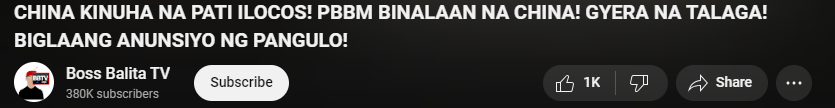 CHINA KINUHA NA PATI ILOCOS! PBBM BINALAAN NA CHINA! GYERA NA TALAGA!
BIGLAANG ANUNSIYO NG PANGULO!
BBTV
Boss Balita TV
380K subscribers
Subscribe
1K
Share